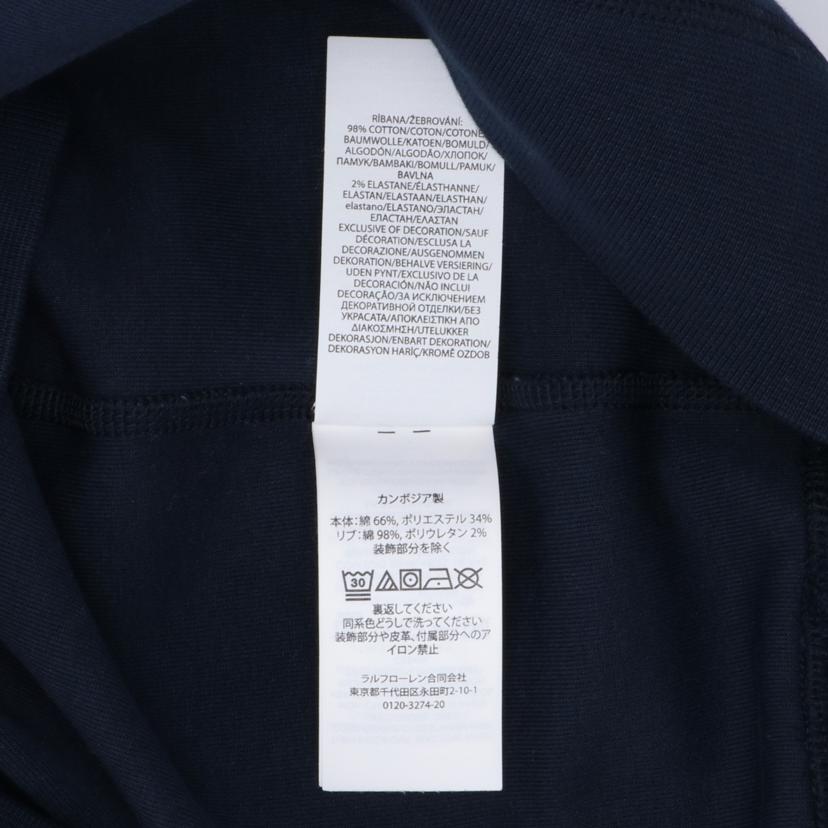 RÍBANA/ŽEBROVÁNÍ:
98% COTTON/COTON/COTONE/
BAUMWOLLE/KATOEN/BOMULD/
ALGODÓN/ALGODÃO/ХЛОПОК/
ПАМУК/ΒΑΜΒΑΚΙ/BOMULL/PAMUK/
BAVLNA
2% ELASTANE/ÉLASTHANNE/
ELASTAN/ELASTAAN/ELASTHAN/
elastano/ELASTANO/ЭЛАСТАН/
ЕЛАСТАН/ΕΛΑΣΤΑΝ
EXCLUSIVE OF DECORATION/SAUF
DÉCORATION/ESCLUSA LA
DECORAZIONE/AUSGENOMMEN
DEKORATION/BEHALVE VERSIERING/
UDEN PYNT/EXCLUSIVO DE LA
DECORACIÓN/NÃO INCLUI
DECORAÇÃO/ЗА ИСКЛЮЧЕНИЕМ
ДЕКОРАТИВНОЙ ОТДЕЛКИ/БЕЗ
УКРАСАТА/ΑΠΟΚΛΕΙΣΤΙΚΗ ΑΠΟ
ΔΙΑΚΟΣΜΗΣΗ/UTELUKKER
DEKORASJON/ENBART DEKORATION/
DEKORASYON HARİÇ/KROMĚ OZDOB
カンボジア製
本体：綿 66%, ポリエステル 34%
リブ：綿 98%, ポリウレタン 2%
装飾部分を除く
30
裏返してください
同系色どうしで洗ってください
装飾部分や皮革、付属部分へのア
イロン禁止
ラルフローレン合同会社
東京都千代田区永田町2-10-1
0120-3274-20